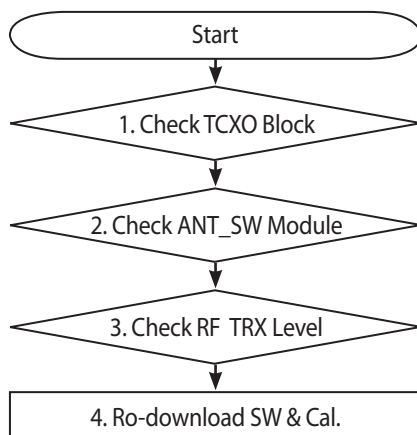 Start
1. Check TCXO Block
2. Check ANT_SW Module
3. Check RF TRX Level
4. Ro-download SW & Cal.